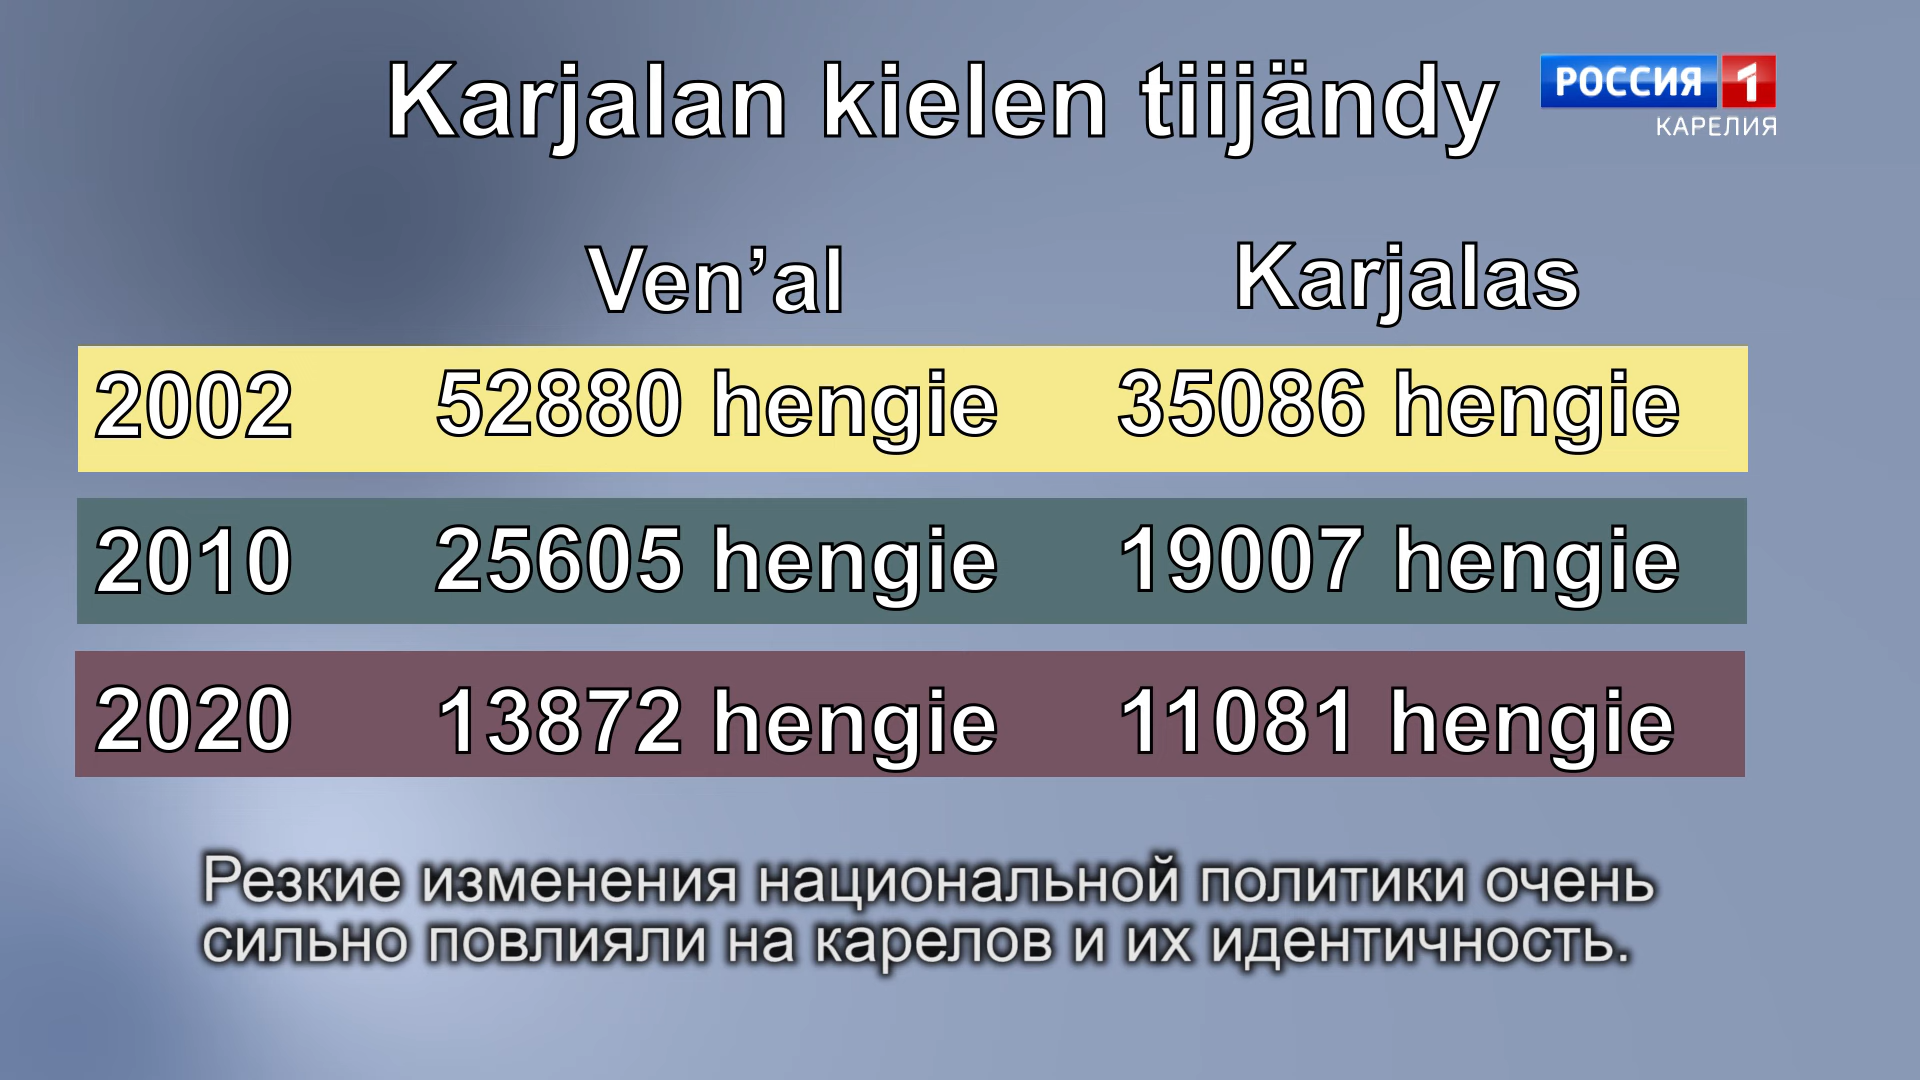 Karjalan kielen tiijändy
РОССИЯ 1
КАРЕЛИЯ
Ven’al Karjalas
2002 52880 hengie 35086 hengie
2010 25605 hengie 19007 hengie
2020 13872 hengie 11081 hengie
Резкие изменения национальной политики очень
сильно повлияли на карелов и их идентичность.